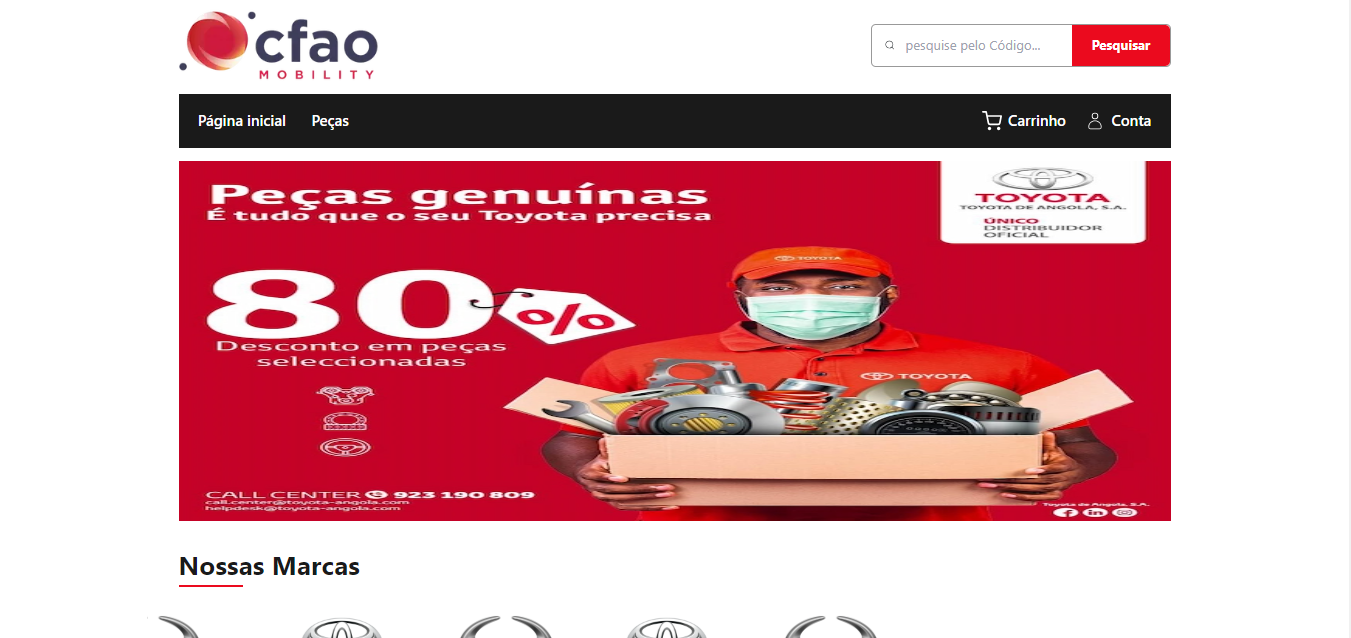 cfao
MOBILITY
pesquise pelo Código...
Pesquisar
Página inicial
Peças
Carrinho
Conta
Peças genuínas
É tudo que o seu Toyota precisa
TOYOTA
TOYOTA DE ANGOLA, S.A.
ÚNICO
DISTRIBUIDOR
OFICIAL
TOYOTA
80%
Desconto em peças
seleccionadas
TOYOTA
CALL CENTER 923 190 809
call.center@toyota-angola.com
helpdesk@toyota-angola.com
Toyota de Angola, S.A.
Nossas Marcas